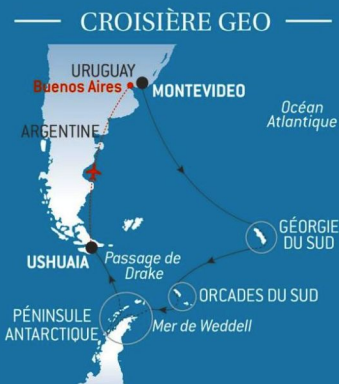 CROISIÈRE GEO
URUGUAY
Buenos Aires
MONTEVIDEO
Océan
Atlantique
ARGENTINE
GÉORGIE
DU SUD
USHUAIA
Passage de
Drake
ORCADES DU SUD
PÉNINSULE
ANTARCTIQUE
Mer de Weddell